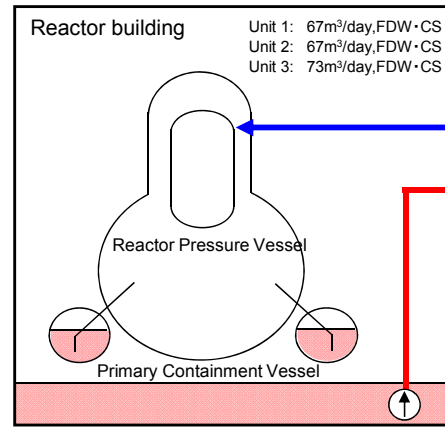 Reactor building
Unit 1: 67m³/day,FDW・CS
Unit 2: 67m³/day,FDW・CS
Unit 3: 73m³/day,FDW・CS
Reactor Pressure Vessel
Primary Containment Vessel